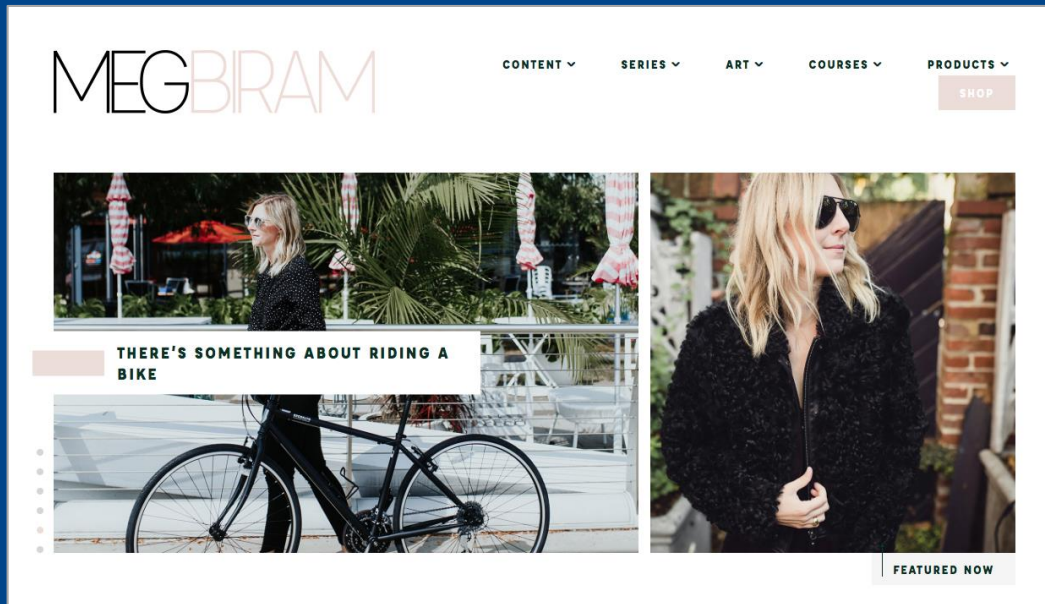 MEGBIRAM
CONTENT SERIES ART COURSES PRODUCTS
SHOP
THERE'S SOMETHING ABOUT RIDING A
BIKE
FEATURED NOW